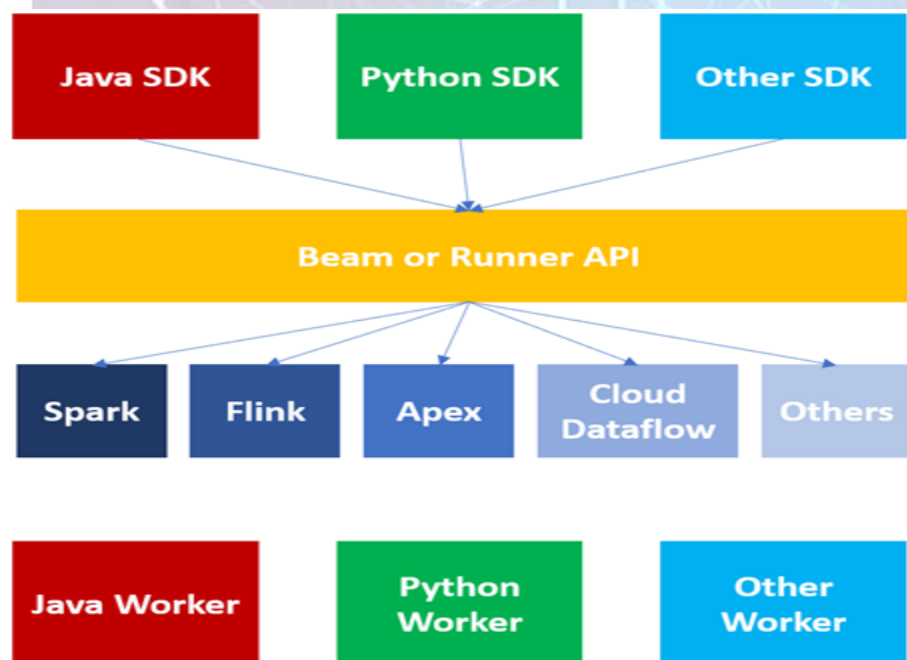 Java SDK
Python SDK
Other SDK
Beam or Runner API
Spark
Flink
Apex
Cloud
Dataflow
Others
Java Worker
Python
Worker
Other
Worker